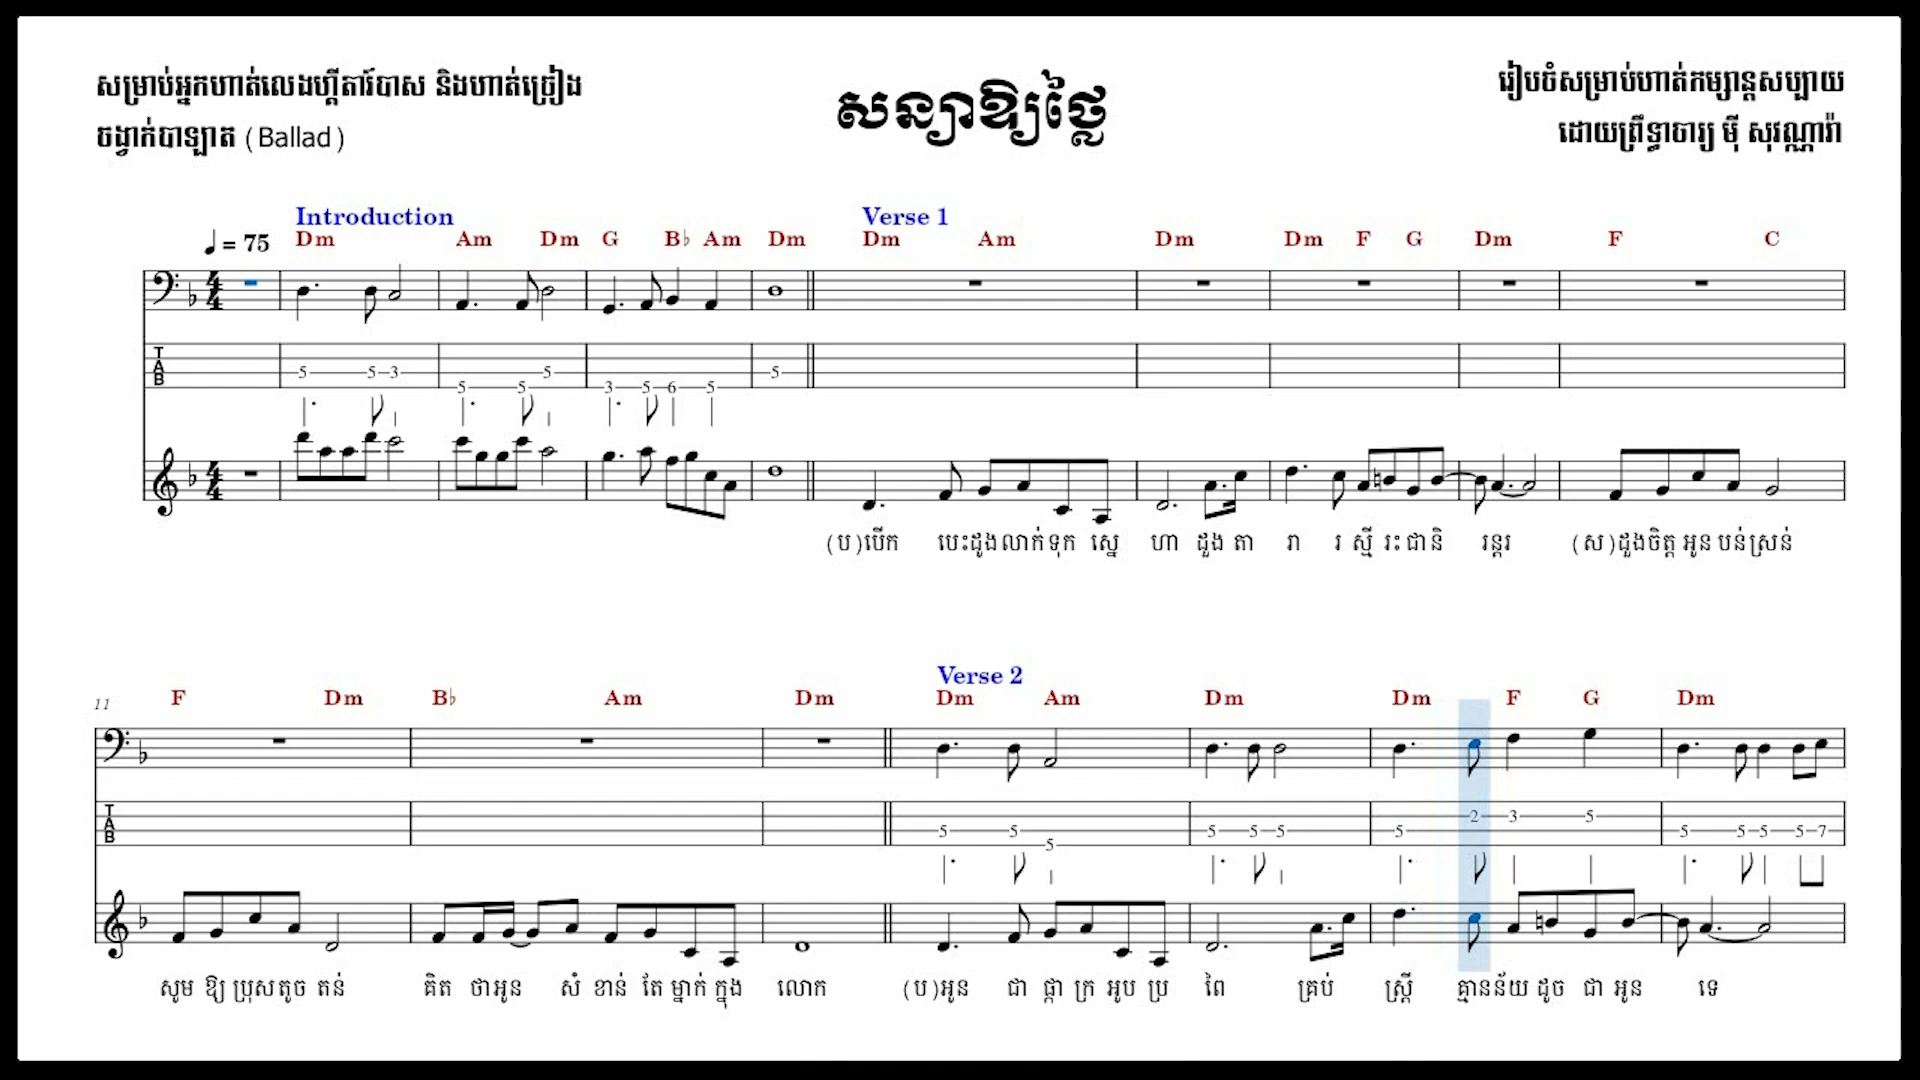 សម្រាប់អ្នកហាត់លេងហ្គីតារ៍បាស និងហាត់ច្រៀង
ចង្វាក់បាឡាត (Ballad)
សន្យាឱ្យថ្លៃ
រៀបចំសម្រាប់ហាត់កម្សាន្តសប្បាយ
ដោយព្រឹទ្ធាចារ្យ ម៉ី សុវណ្ណារ៉ា
Introduction Verse 1
♩ = 75 Dm Am Dm G B♭ Am Dm Dm Am Dm Dm F G Dm F C
4 4
T A B 5 5 3 5 5 5 3 5 6 5 5
4 4
(ប)បើក បេះដូងលាក់ទុក ស្នេ ហា ដួង តា រា រ ស្មី រះ ជា និ រន្តរ (ស)ដួងចិត្ត អូន បន់ស្រន់
Verse 2
11 F Dm B♭ Am Dm Dm Am Dm Dm F G Dm
T A B 5 5 5 5 5 5 5 2 3 5 5 5 5 5 7
សូម ឱ្យ ប្រុសតូច តន់ គិត ថាអូន សំ ខាន់ តែ ម្នាក់ ក្នុង លោក (ប)អូន ជា ផ្កា ក្រ អូប ប្រ ពៃ គ្រប់ ស្ត្រី គ្មានន័យ ដូច ជា អូន ទេ